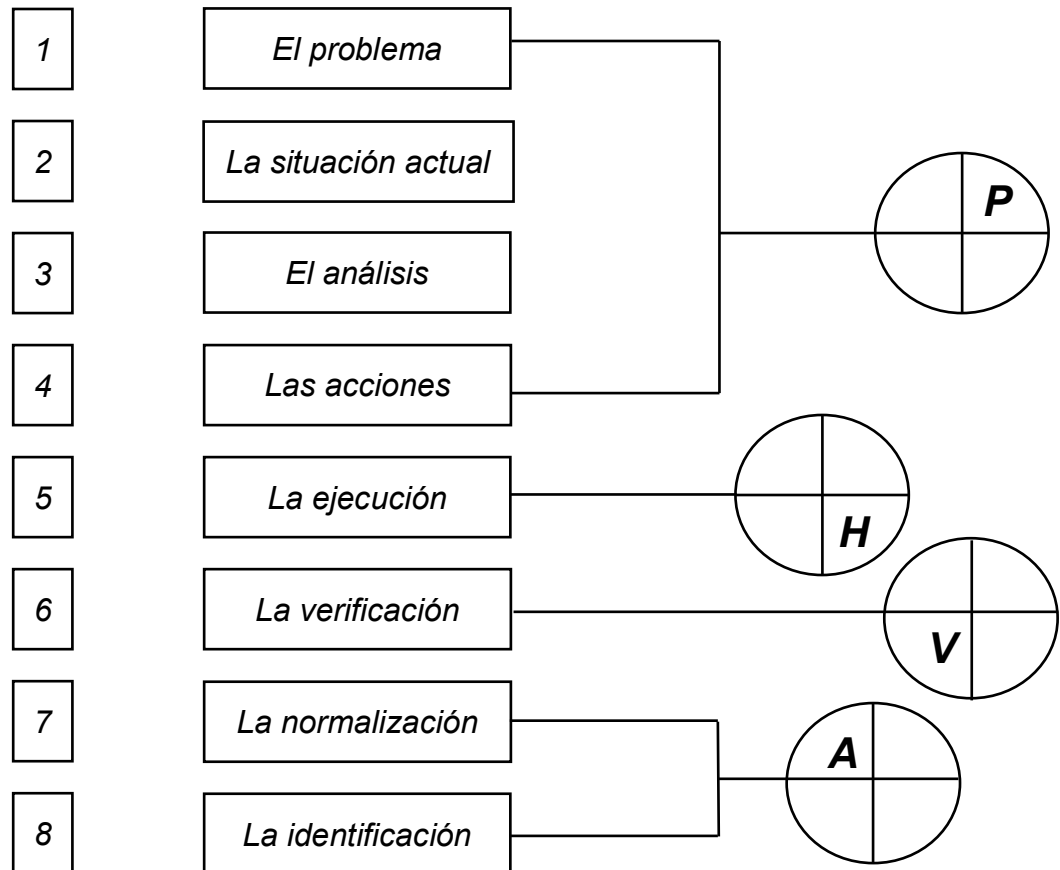 1 El problema
2 La situación actual
P
3 El análisis
4 Las acciones
5 La ejecución
H
6 La verificación
V
7 La normalización
A
8 La identificación